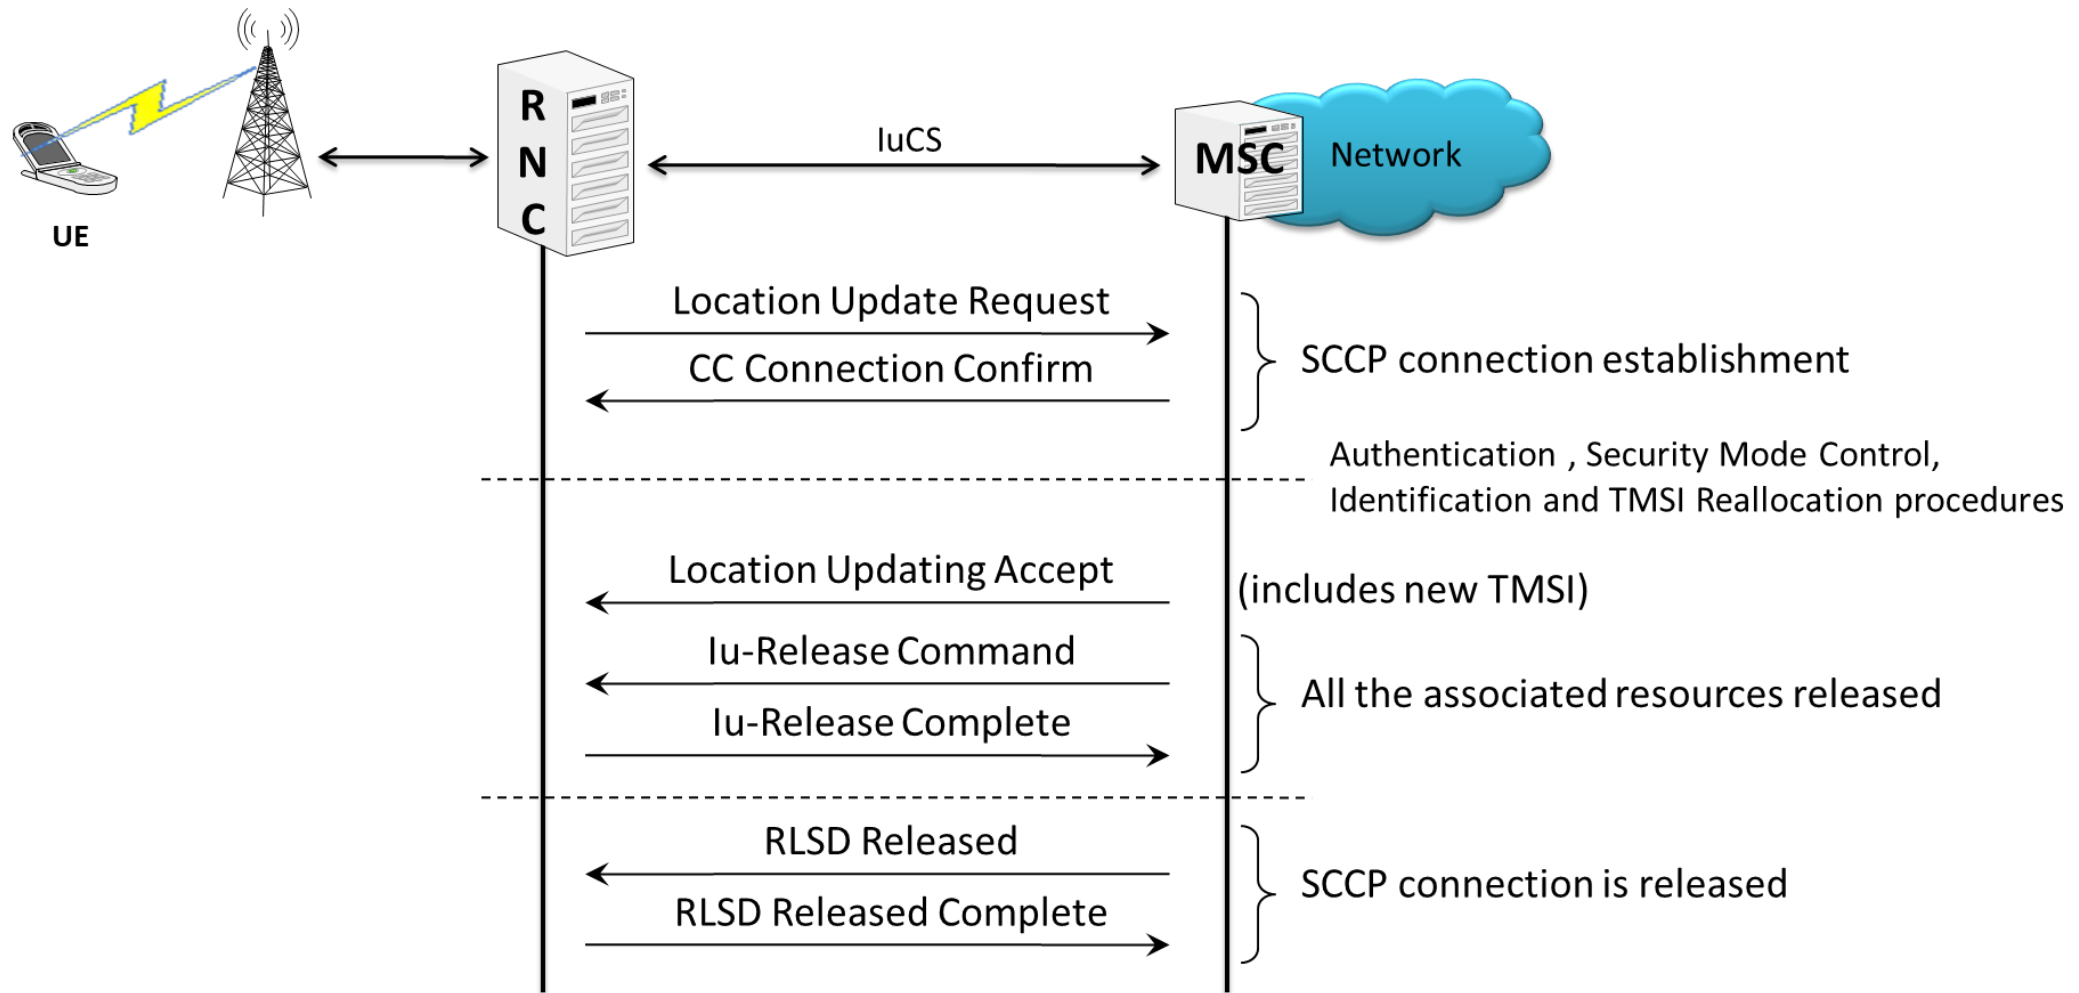 R
N
C
IuCS
MSC
Network
UE
Location Update Request
CC Connection Confirm
SCCP connection establishment
Authentication , Security Mode Control,
Identification and TMSI Reallocation procedures
Location Updating Accept
(includes new TMSI)
Iu-Release Command
Iu-Release Complete
All the associated resources released
RLSD Released
RLSD Released Complete
SCCP connection is released